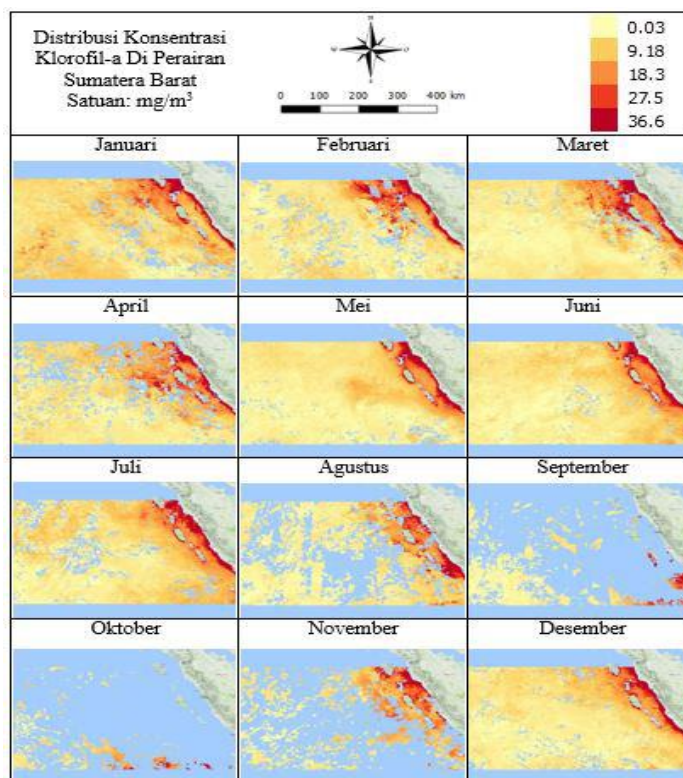 Distribusi Konsentrasi
Klorofil-a Di Perairan
Sumatera Barat
Satuan: mg/m³
0 100 200 300 400 km
0.03
9.18
18.3
27.5
36.6
Januari
Februari
Maret
April
Mei
Juni
Juli
Agustus
September
Oktober
November
Desember